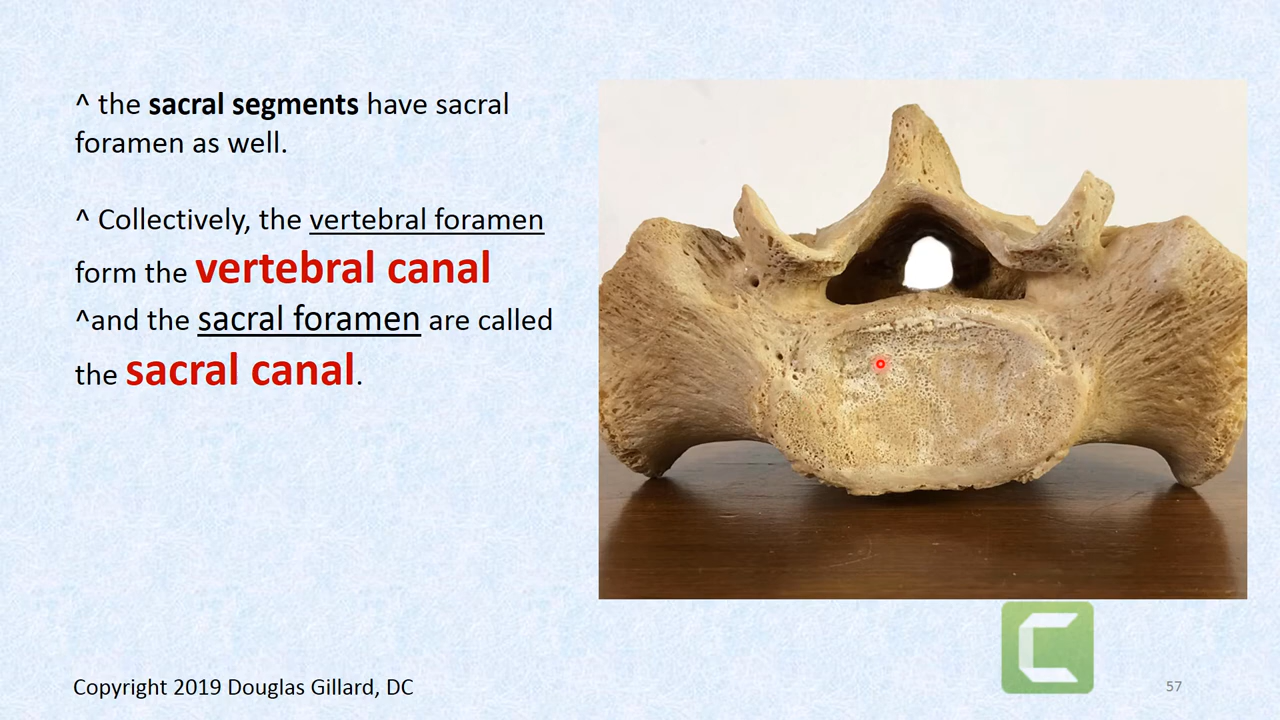 ^ the sacral segments have sacral
foramen as well.
^ Collectively, the vertebral foramen
form the vertebral canal
^and the sacral foramen are called
the sacral canal.
Copyright 2019 Douglas Gillard, DC
57